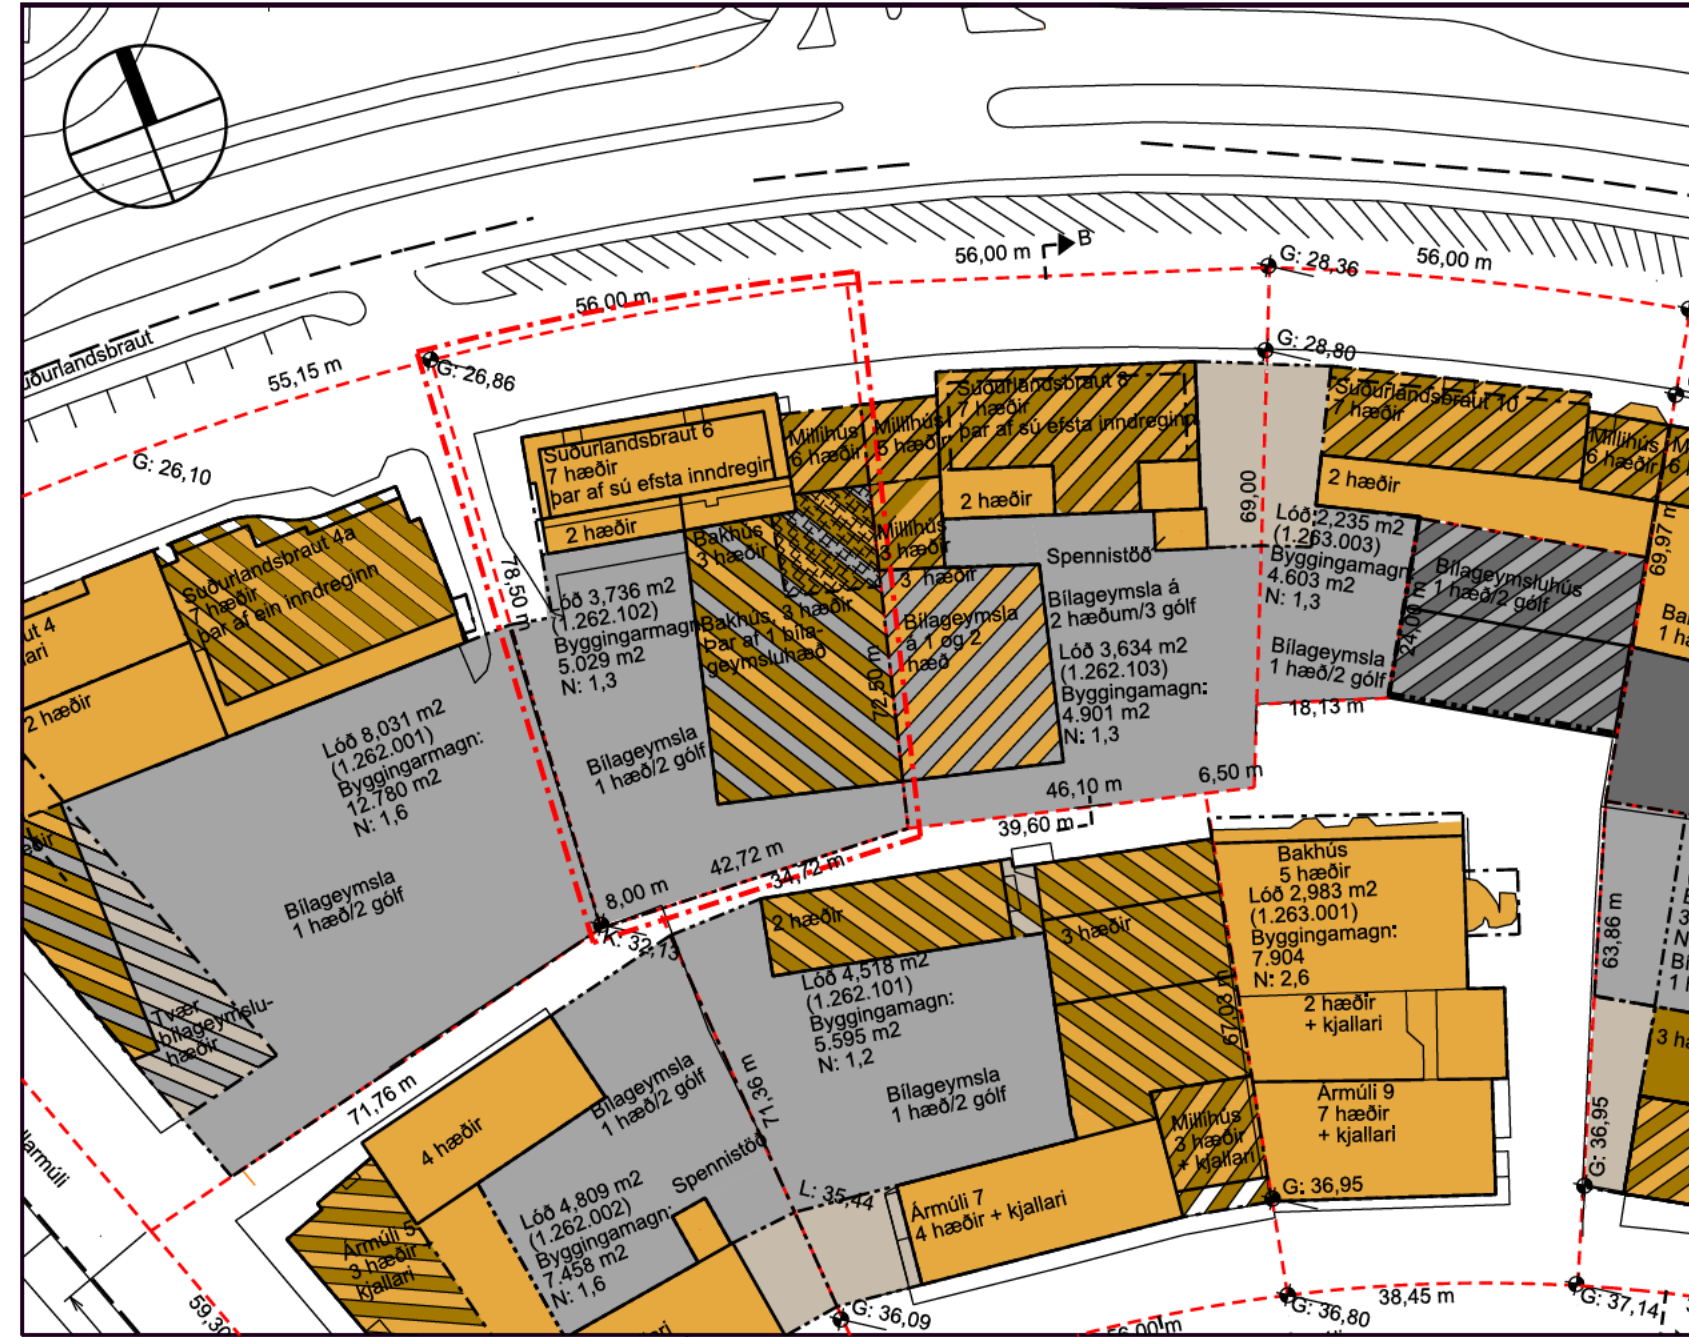 56,00 m
B
G: 28,36
56,00 m
56,00 m
55,15 m
G: 26,86
G: 28,80
G: 26,10
Suðurlandsbraut 6
7 hæðir
þar af sú efsta inndregin
2 hæðir
Millihús
6 hæðir
Millihús
5 hæðir
Suðurlandsbraut 8
7 hæðir
þar af sú efsta inndreginn
2 hæðir
69,00
Suðurlandsbraut 10
7 hæðir
2 hæðir
Millihús
6 hæðir
69,97 m
Suðurlandsbraut 4a
7 hæðir
þar af ein inndreginn
ut 4
2 hæðir
78,50 m
Lóð 3,736 m2
(1.262.102)
Byggingarmagn:
5.029 m2
N: 1,3
Bakhús
3 hæðir
Bakhús, 3 hæðir
þar af 1 bíla-
geymsluhæð
Millihús
3 hæðir
3 hæðir
Bílageymsla
á 1 og 2
hæð
72,50 m
Spennistöð
Bílageymsla á
2 hæðum/3 gólf
Lóð 3,634 m2
(1.262.103)
Byggingamagn:
4.901 m2
N: 1,3
Lóð 2,235 m2
(1.263.003)
Byggingamagn:
4.603 m2
N: 1,3
Bílageymsla
1 hæð/2 gólf
24,00 m
Bílageymsluhús
1 hæð/2 gólf
18,13 m
Bílageymsla
1 hæð/2 gólf
Lóð 8,031 m2
(1.262.001)
Byggingarmagn:
12.780 m2
N: 1,6
Bílageymsla
1 hæð/2 gólf
46,10 m
6,50 m
39,60 m
42,72 m
34,72 m
8,00 m
32,73
Tvær
bílageymslu-
hæðir
71,76 m
2 hæðir
3 hæðir
Lóð 4,518 m2
(1.262.101)
Byggingamagn:
5.595 m2
N: 1,2
Bílageymsla
1 hæð/2 gólf
67,03 m
Bakhús
5 hæðir
Lóð 2,983 m2
(1.263.001)
Byggingamagn:
7.904
N: 2,6
2 hæðir
+ kjallari
Ármúli 9
7 hæðir
+ kjallari
63,86 m
G: 36,95
4 hæðir
Bílageymsla
1 hæð/2 gólf
71,36 m
Spennistöð
Lóð 4,809 m2
(1.262.002)
Byggingamagn:
7.458 m2
N: 1,6
L: 35,44
Ármúli 7
4 hæðir + kjallari
Millihús
3 hæðir
+ kjallari
G: 36,95
Ármúli 5
3 hæðir
kjallari
59,30
G: 36,09
56,00 m
G: 36,80
38,45 m
G: 37,14